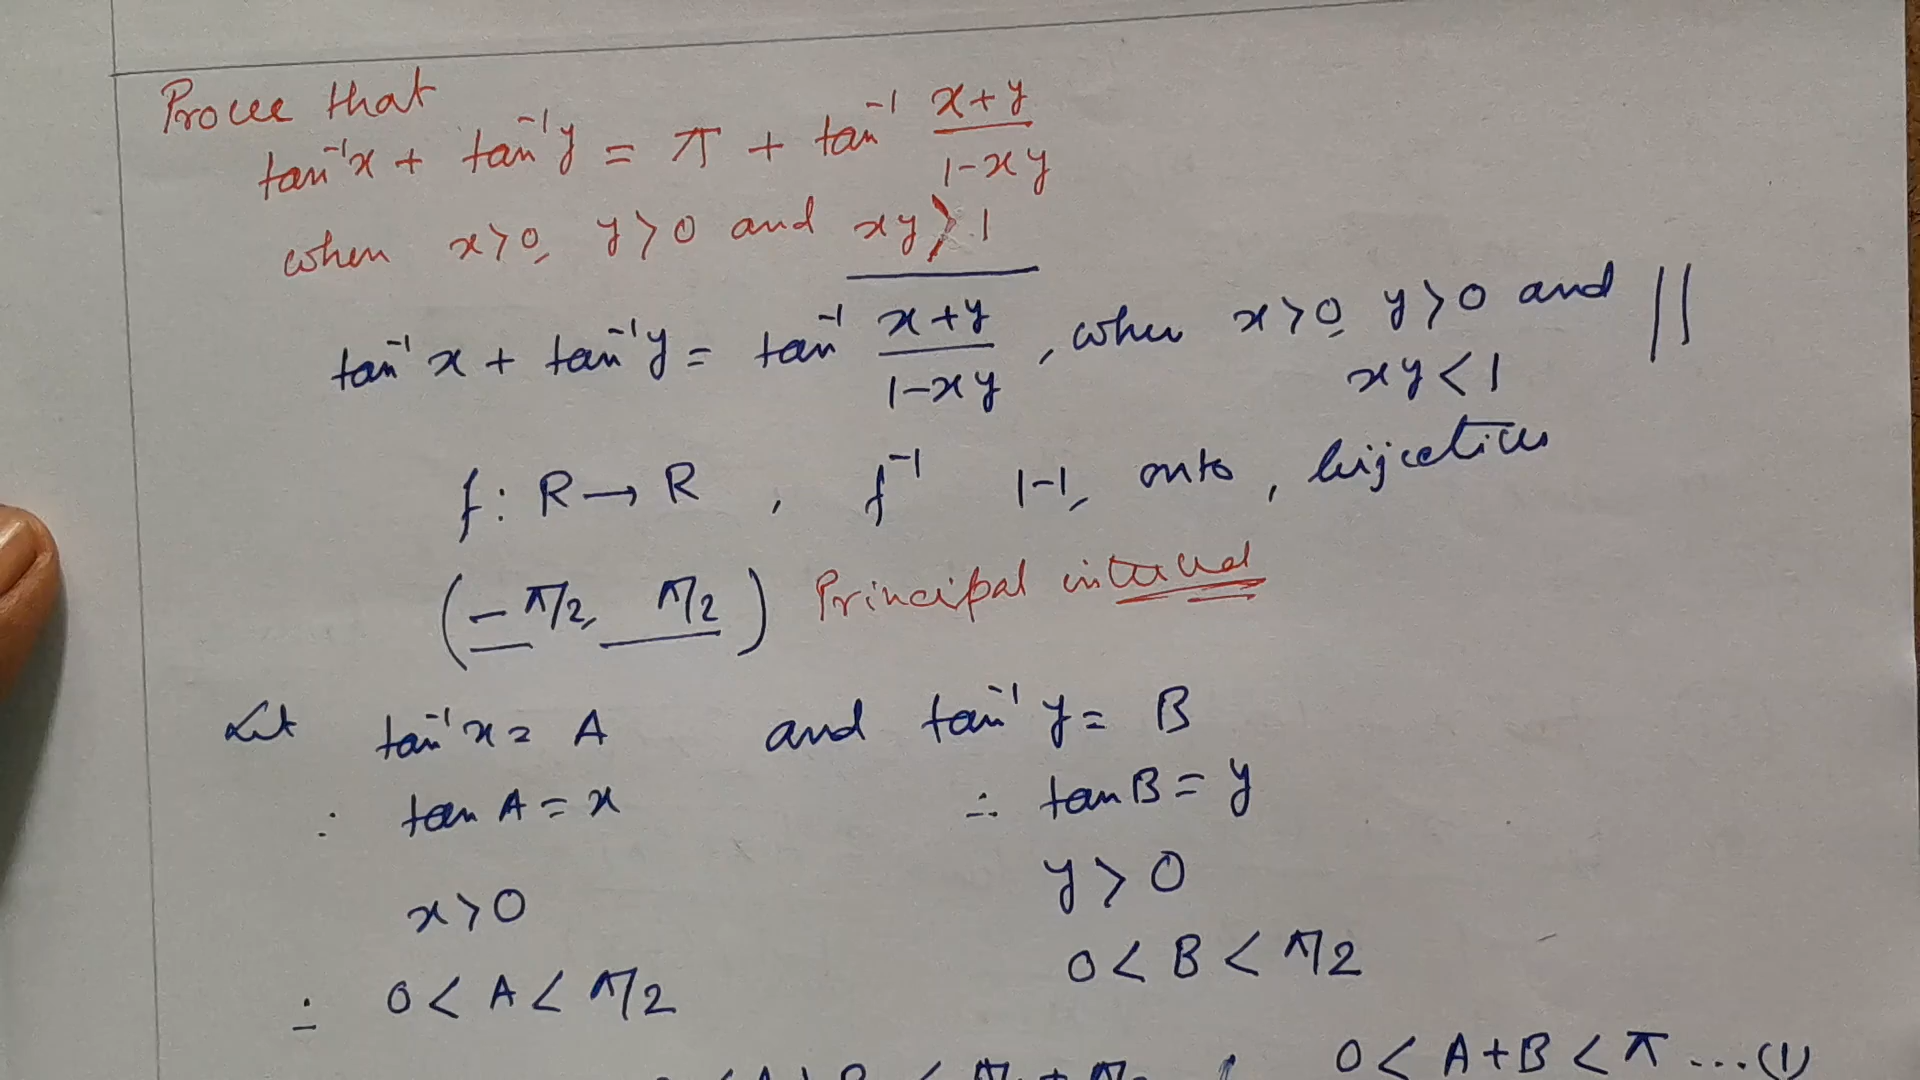 Prove that
tan⁻¹x + tan⁻¹y = π + tan⁻¹ (x+y)/(1-xy)
when x>0, y>0 and xy>1
tan⁻¹x + tan⁻¹y = tan⁻¹ (x+y)/(1-xy), when x>0, y>0 and ||
xy<1
f: R→R , f⁻¹ 1-1, onto, bijective
(-π/2, π/2) Principal interval
Let tan⁻¹x = A and tan⁻¹y = B
∴ tan A = x ∴ tan B = y
x>0 y>0
∴ 0 < A < π/2 0 < B < π/2
0 < A+B < π ...(1)